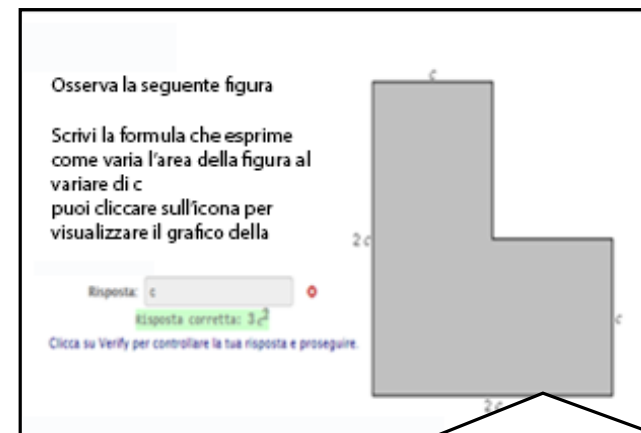 Osserva la seguente figura
Scrivi la formula che esprime
come varia l'area della figura al
variare di c
puoi cliccare sull'icona per
visualizzare il grafico della
Risposta: c
Risposta corretta: 3c²
Clicca su Verify per controllare la tua risposta e proseguire.
c
2c
c
2c